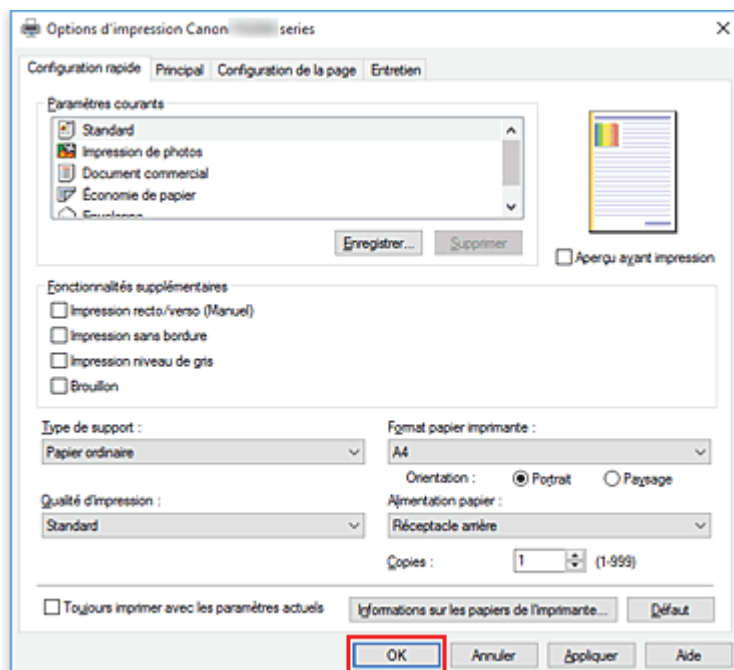 Options d'impression Canon series
Configuration rapide Principal Configuration de la page Entretien
Paramètres courants
Standard
Impression de photos
Document commercial
Économie de papier
Enregistrer... Supprimer
Aperçu avant impression
Fonctionnalités supplémentaires
Impression recto/verso (Manuel)
Impression sans bordure
Impression niveau de gris
Brouillon
Type de support : Format papier imprimante :
Papier ordinaire A4
Orientation : Portrait Paysage
Qualité d'impression : Alimentation papier :
Standard Réceptacle arrière
Copies : 1 (1-999)
Toujours imprimer avec les paramètres actuels Informations sur les papiers de l'imprimante... Défaut
OK Annuler Appliquer Aide